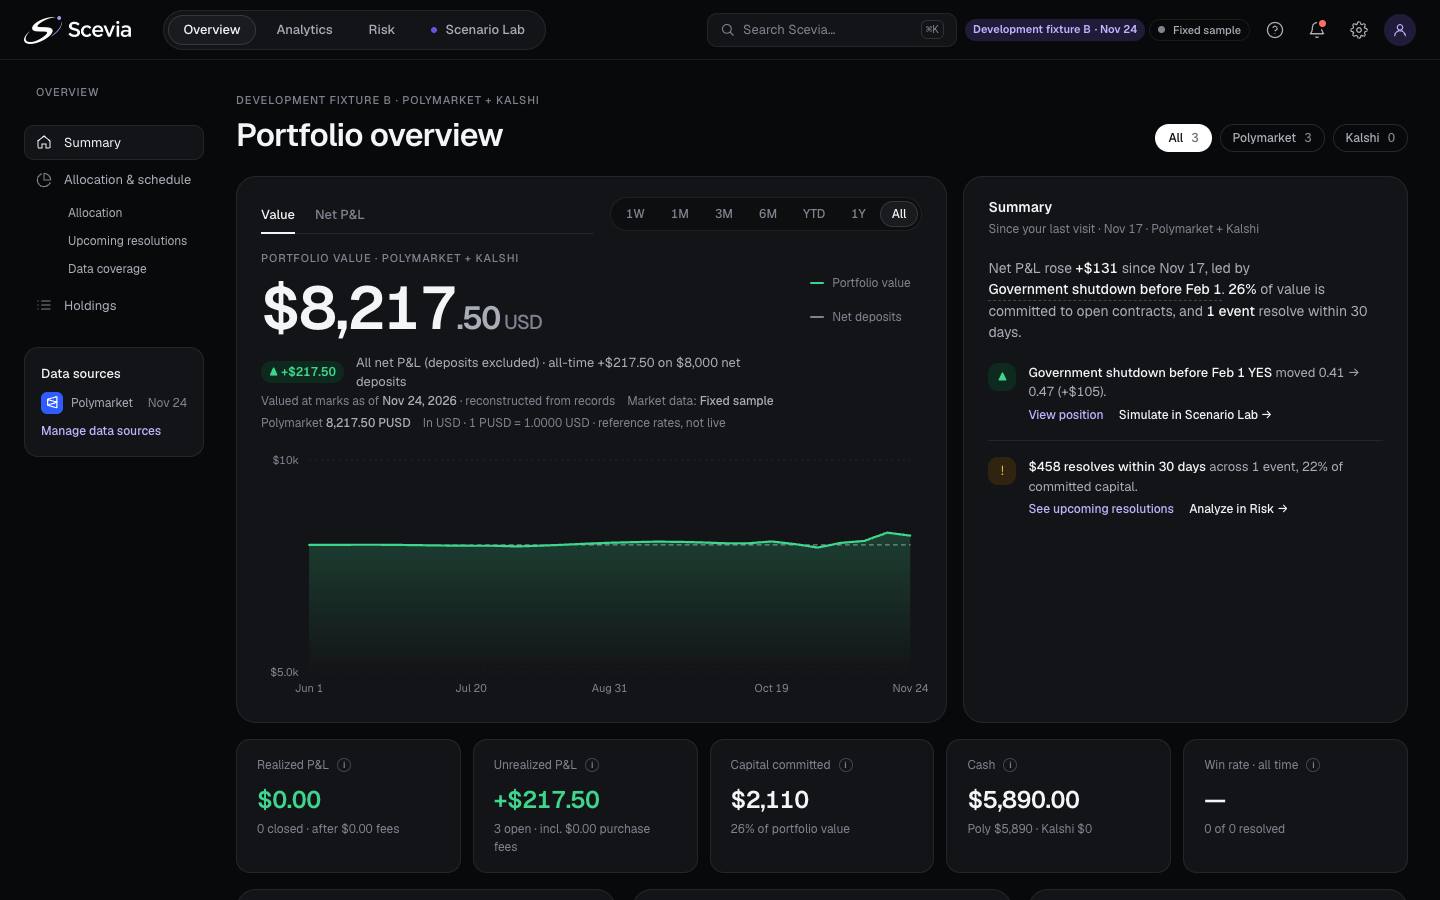 Scevia
Overview
Analytics
Risk
Scenario Lab
Search Scevia…
⌘K
Development fixture B · Nov 24
Fixed sample
OVERVIEW
Summary
Allocation & schedule
Allocation
Upcoming resolutions
Data coverage
Holdings
Data sources
Polymarket Nov 24
Manage data sources
DEVELOPMENT FIXTURE B · POLYMARKET + KALSHI
Portfolio overview
All 3
Polymarket 3
Kalshi 0
Value
Net P&L
1W
1M
3M
6M
YTD
1Y
All
PORTFOLIO VALUE · POLYMARKET + KALSHI
$8,217.50 USD
Portfolio value
Net deposits
▲ +$217.50
All net P&L (deposits excluded) · all-time +$217.50 on $8,000 net
deposits
Valued at marks as of Nov 24, 2026 · reconstructed from records Market data: Fixed sample
Polymarket 8,217.50 PUSD In USD · 1 PUSD = 1.0000 USD · reference rates, not live
$10k
$5.0k
Jun 1
Jul 20
Aug 31
Oct 19
Nov 24
Summary
Since your last visit · Nov 17 · Polymarket + Kalshi
Net P&L rose +$131 since Nov 17, led by
Government shutdown before Feb 1. 26% of value is
committed to open contracts, and 1 event resolve within 30
days.
▲
Government shutdown before Feb 1 YES moved 0.41 →
0.47 (+$105).
View position
Simulate in Scenario Lab →
!
$458 resolves within 30 days across 1 event, 22% of
committed capital.
See upcoming resolutions
Analyze in Risk →
Realized P&L i
$0.00
0 closed · after $0.00 fees
Unrealized P&L i
+$217.50
3 open · incl. $0.00 purchase
fees
Capital committed i
$2,110
26% of portfolio value
Cash i
$5,890.00
Poly $5,890 · Kalshi $0
Win rate · all time i
—
0 of 0 resolved